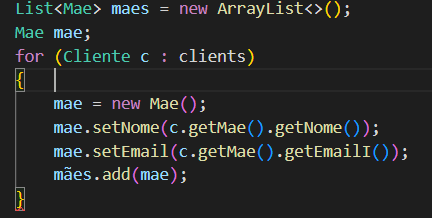 List<Mae> maes = new ArrayList<>();
Mae mae;
for (Cliente c : clients)
{
mae = new Mae();
mae.setNome(c.getMae().getNome());
mae.setEmail(c.getMae().getEmailI());
mães.add(mae);
}